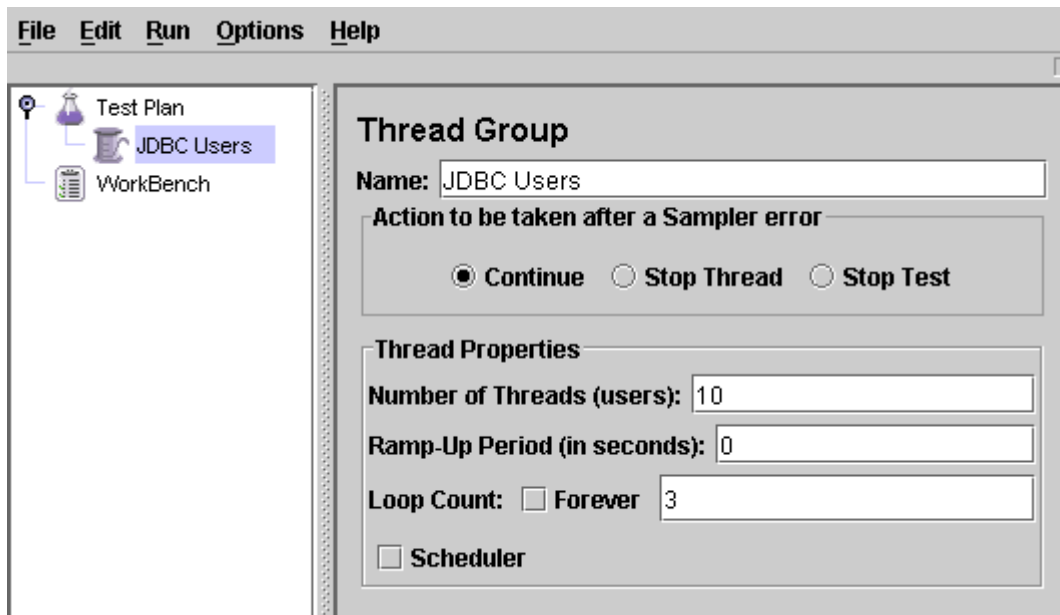 File Edit Run Options Help
Test Plan
JDBC Users
WorkBench
Thread Group
Name: JDBC Users
Action to be taken after a Sampler error
Continue Stop Thread Stop Test
Thread Properties
Number of Threads (users): 10
Ramp-Up Period (in seconds): 0
Loop Count: Forever 3
Scheduler